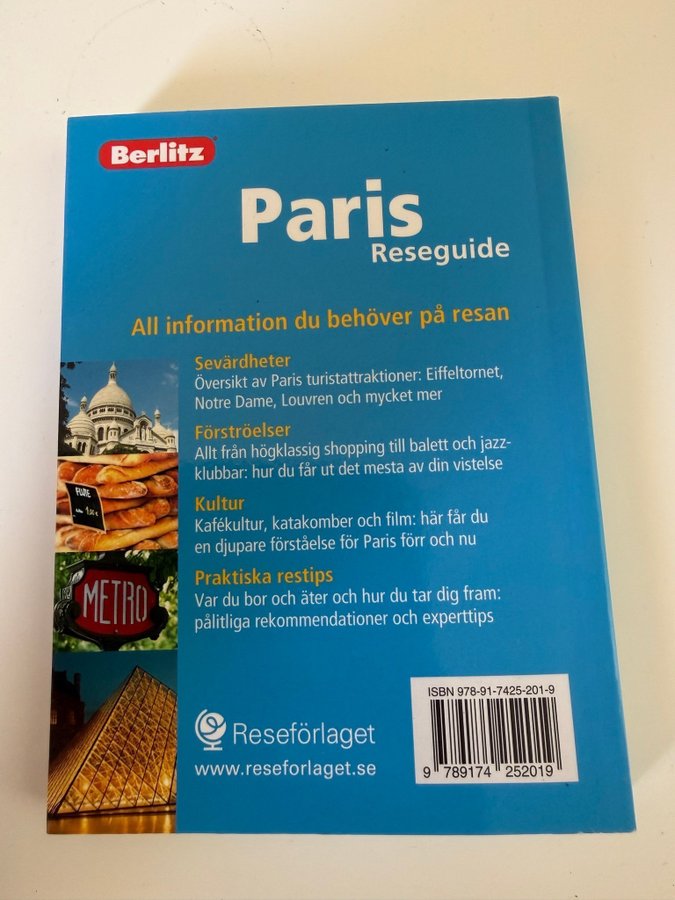 Berlitz
Paris
Reseguide
All information du behöver på resan
Sevärdheter
Översikt av Paris turistattraktioner: Eiffeltornet,
Notre Dame, Louvren och mycket mer
Förströelser
Allt från högklassig shopping till balett och jazz-
klubbar: hur du får ut det mesta av din vistelse
Kultur
Kafékultur, katakomber och film: här får du
en djupare förståelse för Paris förr och nu
Praktiska restips
Var du bor och äter och hur du tar dig fram:
pålitliga rekommendationer och experttips
FLUTE
METRO
Reseförlaget
www.reseforlaget.se
ISBN 978-91-7425-201-9
9 789174 252019